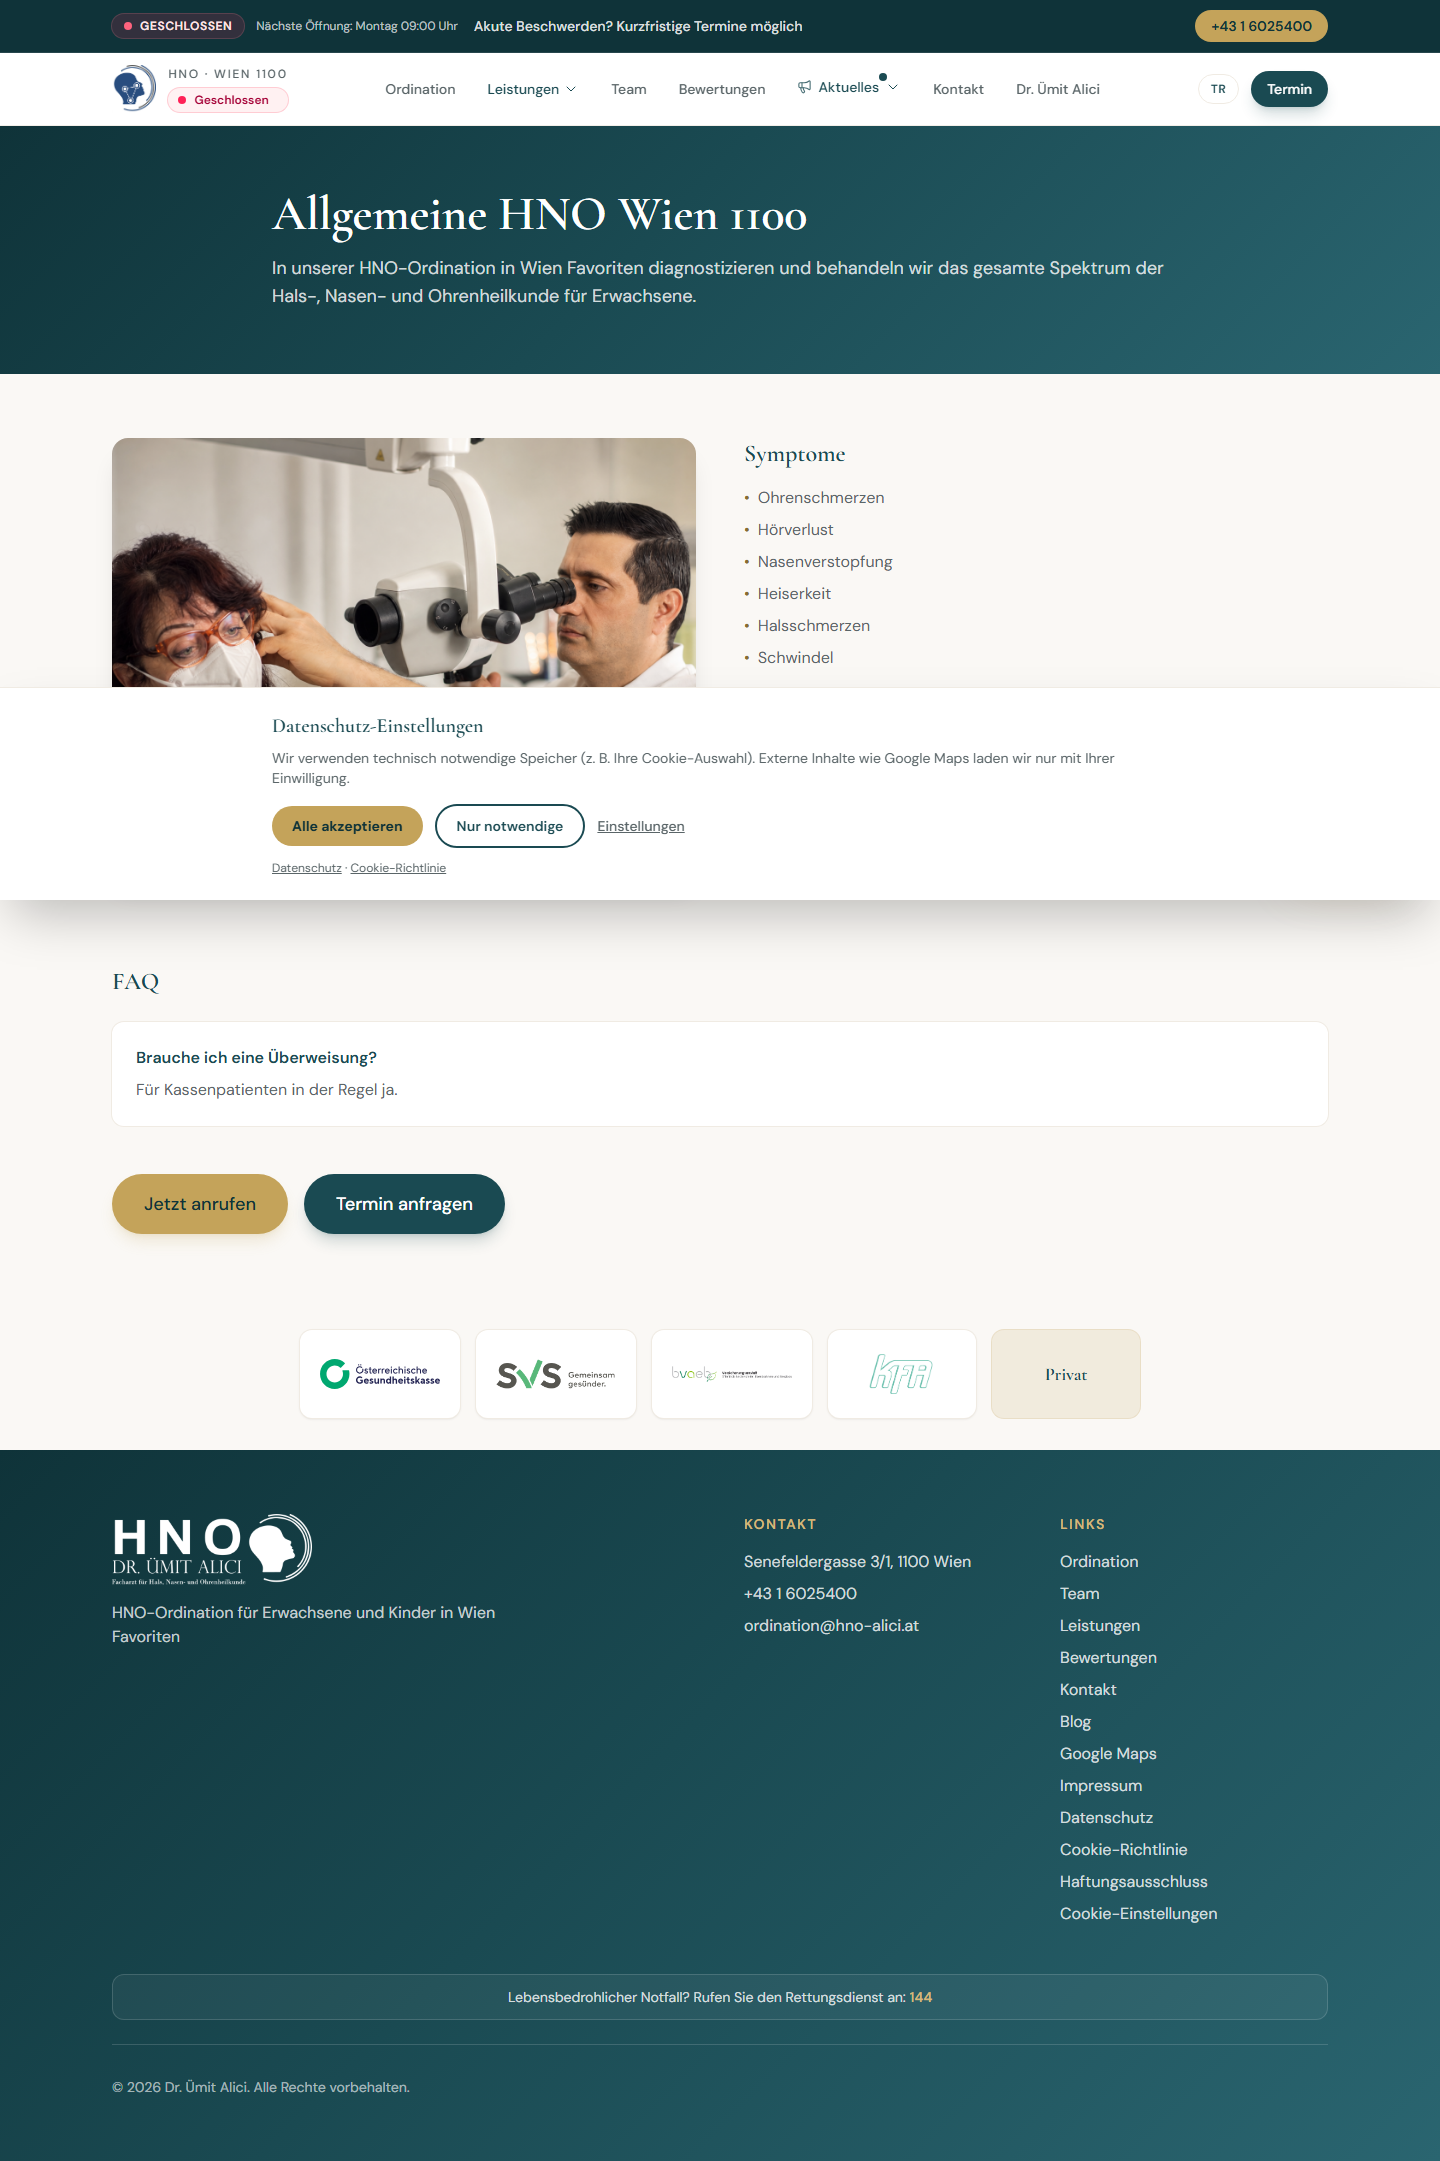 GESCHLOSSEN
Nächste Öffnung: Montag 09:00 Uhr
Akute Beschwerden? Kurzfristige Termine möglich
+43 1 6025400
HNO · WIEN 1100
Geschlossen
Ordination
Leistungen
Team
Bewertungen
Aktuelles
Kontakt
Dr. Ümit Alici
TR
Termin
Allgemeine HNO Wien 1100
In unserer HNO-Ordination in Wien Favoriten diagnostizieren und behandeln wir das gesamte Spektrum der
Hals-, Nasen- und Ohrenheilkunde für Erwachsene.
Symptome
• Ohrenschmerzen
• Hörverlust
• Nasenverstopfung
• Heiserkeit
• Halsschmerzen
• Schwindel
Datenschutz-Einstellungen
Wir verwenden technisch notwendige Speicher (z. B. Ihre Cookie-Auswahl). Externe Inhalte wie Google Maps laden wir nur mit Ihrer
Einwilligung.
Alle akzeptieren
Nur notwendige
Einstellungen
Datenschutz · Cookie-Richtlinie
FAQ
Brauche ich eine Überweisung?
Für Kassenpatienten in der Regel ja.
Jetzt anrufen
Termin anfragen
Österreichische
Gesundheitskasse
SVS
Gemeinsam
gesünder.
bvaeb
KFA
Privat
HNO
DR. ÜMIT ALICI
Facharzt für Hals, Nasen- und Ohrenheilkunde
HNO-Ordination für Erwachsene und Kinder in Wien
Favoriten
KONTAKT
Senefeldergasse 3/1, 1100 Wien
+43 1 6025400
ordination@hno-alici.at
LINKS
Ordination
Team
Leistungen
Bewertungen
Kontakt
Blog
Google Maps
Impressum
Datenschutz
Cookie-Richtlinie
Haftungsausschluss
Cookie-Einstellungen
Lebensbedrohlicher Notfall? Rufen Sie den Rettungsdienst an: 144
© 2026 Dr. Ümit Alici. Alle Rechte vorbehalten.